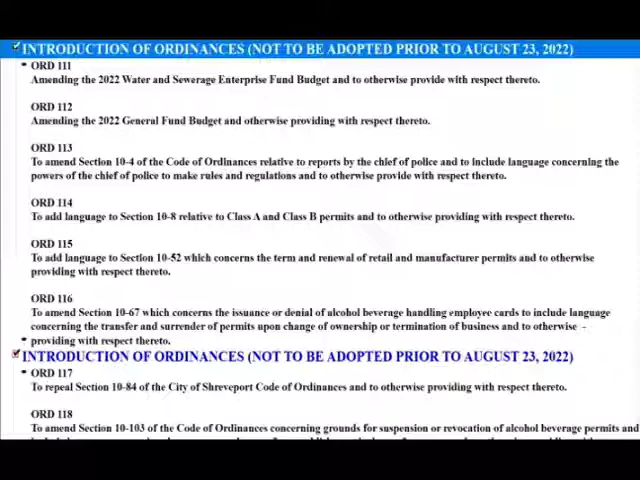 INTRODUCTION OF ORDINANCES (NOT TO BE ADOPTED PRIOR TO AUGUST 23, 2022)
ORD 111
Amending the 2022 Water and Sewerage Enterprise Fund Budget and to otherwise provide with respect thereto.
ORD 112
Amending the 2022 General Fund Budget and otherwise providing with respect thereto.
ORD 113
To amend Section 10-4 of the Code of Ordinances relative to reports by the chief of police and to include language concerning the
powers of the chief of police to make rules and regulations and to otherwise provide with respect thereto.
ORD 114
To add language to Section 10-8 relative to Class A and Class B permits and to otherwise providing with respect thereto.
ORD 115
To add language to Section 10-52 which concerns the term and renewal of retail and manufacturer permits and to otherwise
providing with respect thereto.
ORD 116
To amend Section 10-67 which concerns the issuance or denial of alcohol beverage handling employee cards to include language
concerning the transfer and surrender of permits upon change of ownership or termination of business and to otherwise -
providing with respect thereto.
INTRODUCTION OF ORDINANCES (NOT TO BE ADOPTED PRIOR TO AUGUST 23, 2022)
ORD 117
To repeal Section 10-84 of the City of Shreveport Code of Ordinances and to otherwise providing with respect thereto.
ORD 118
To amend Section 10-103 of the Code of Ordinances concerning grounds for suspension or revocation of alcohol beverage permits and